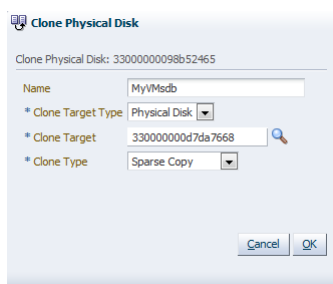 Clone Physical Disk
Clone Physical Disk: 33000000098b52465
Name MyVMsdb
* Clone Target Type Physical Disk
* Clone Target 330000000d7da7668
* Clone Type Sparse Copy
Cancel OK